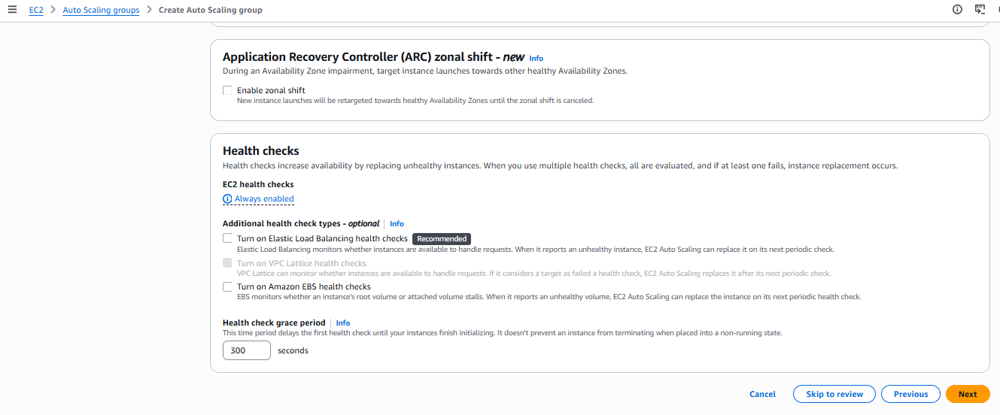 EC2 > Auto Scaling groups > Create Auto Scaling group
Application Recovery Controller (ARC) zonal shift - new Info
During an Availability Zone impairment, target instance launches towards other healthy Availability Zones.
Enable zonal shift
New instance launches will be retargeted towards healthy Availability Zones until the zonal shift is canceled.
Health checks
Health checks increase availability by replacing unhealthy instances. When you use multiple health checks, all are evaluated, and if at least one fails, instance replacement occurs.
EC2 health checks
Always enabled
Additional health check types - optional Info
Turn on Elastic Load Balancing health checks Recommended
Elastic Load Balancing monitors whether instances are available to handle requests. When it reports an unhealthy instance, EC2 Auto Scaling can replace it on its next periodic check.
Turn on VPC Lattice health checks
VPC Lattice can monitor whether instances are available to handle requests. If it considers a target as failed a health check, EC2 Auto Scaling replaces it after its next periodic check.
Turn on Amazon EBS health checks
EBS monitors whether an instance's root volume or attached volume stalls. When it reports an unhealthy volume, EC2 Auto Scaling can replace the instance on its next periodic health check.
Health check grace period Info
This time period delays the first health check until your instances finish initializing. It doesn't prevent an instance from terminating when placed into a non-running state.
300 seconds
Cancel Skip to review Previous Next